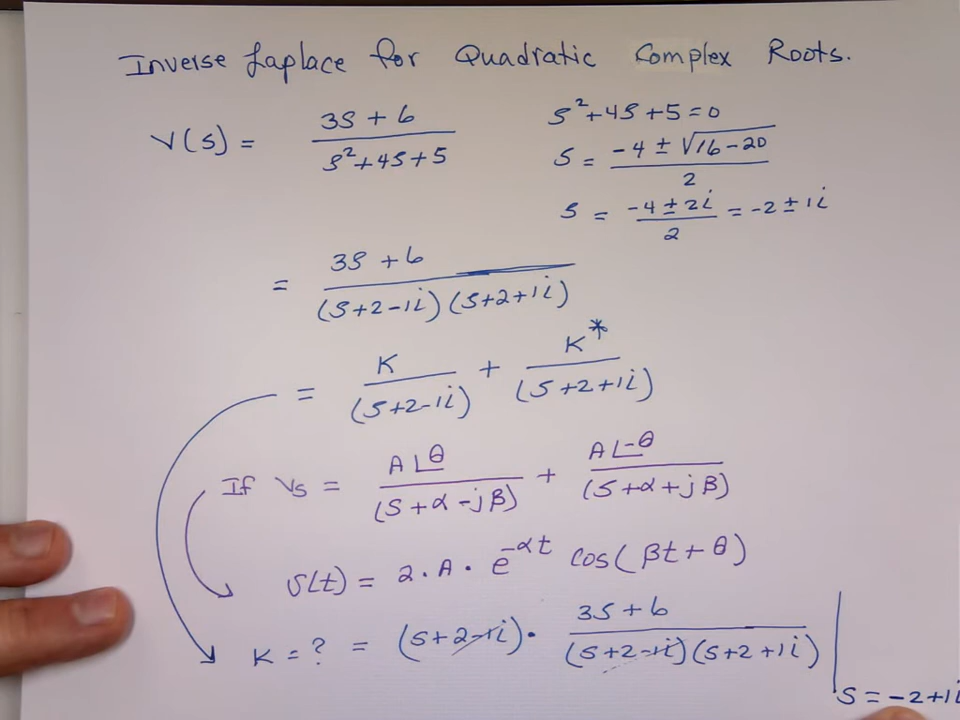 Inverse Laplace for Quadratic Complex Roots.
V(s) = (3s + 6)/(s²+4s+5)
s²+4s+5=0
s = (-4 ± √16-20)/2
s = (-4 ± 2i)/2 = -2 ± 1i
= (3s + 6)/((s+2-1i)(s+2+1i))
= K/(s+2-1i) + K*/(s+2+1i)
If Vs = A∠θ/(s+α-jβ) + A∠-θ/(s+α+jβ)
v(t) = 2·A·e^-αt cos(βt+θ)
K = ? = (s+2-1i)· (3s+6)/((s+2-1i)(s+2+1i)) | s = -2+1i